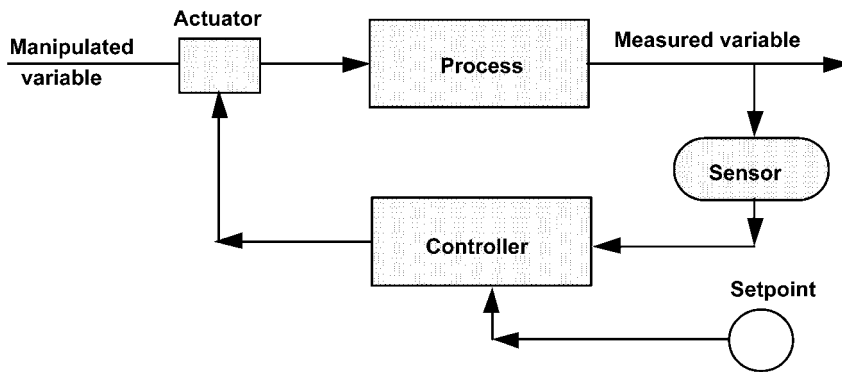 Actuator
Manipulated
variable
Process
Measured variable
Sensor
Controller
Setpoint